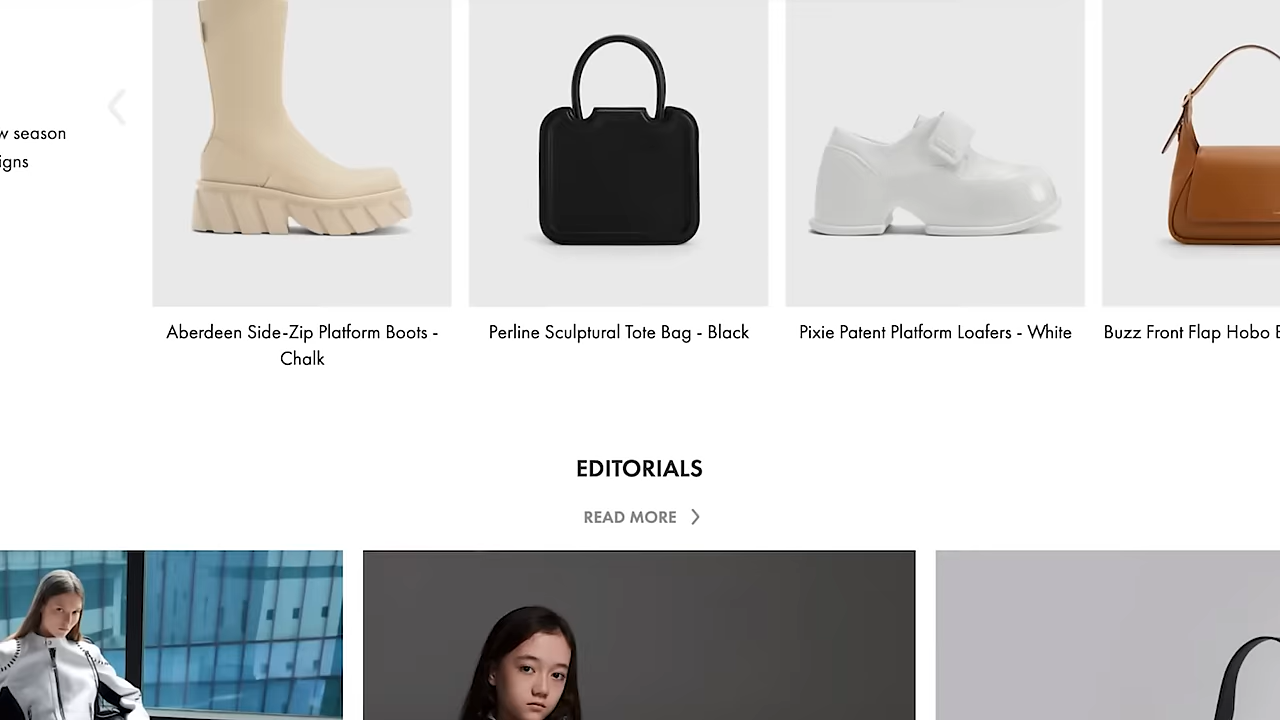 w season
igns
Aberdeen Side-Zip Platform Boots -
Chalk
Perline Sculptural Tote Bag - Black
Pixie Patent Platform Loafers - White
Buzz Front Flap Hobo
EDITORIALS
READ MORE